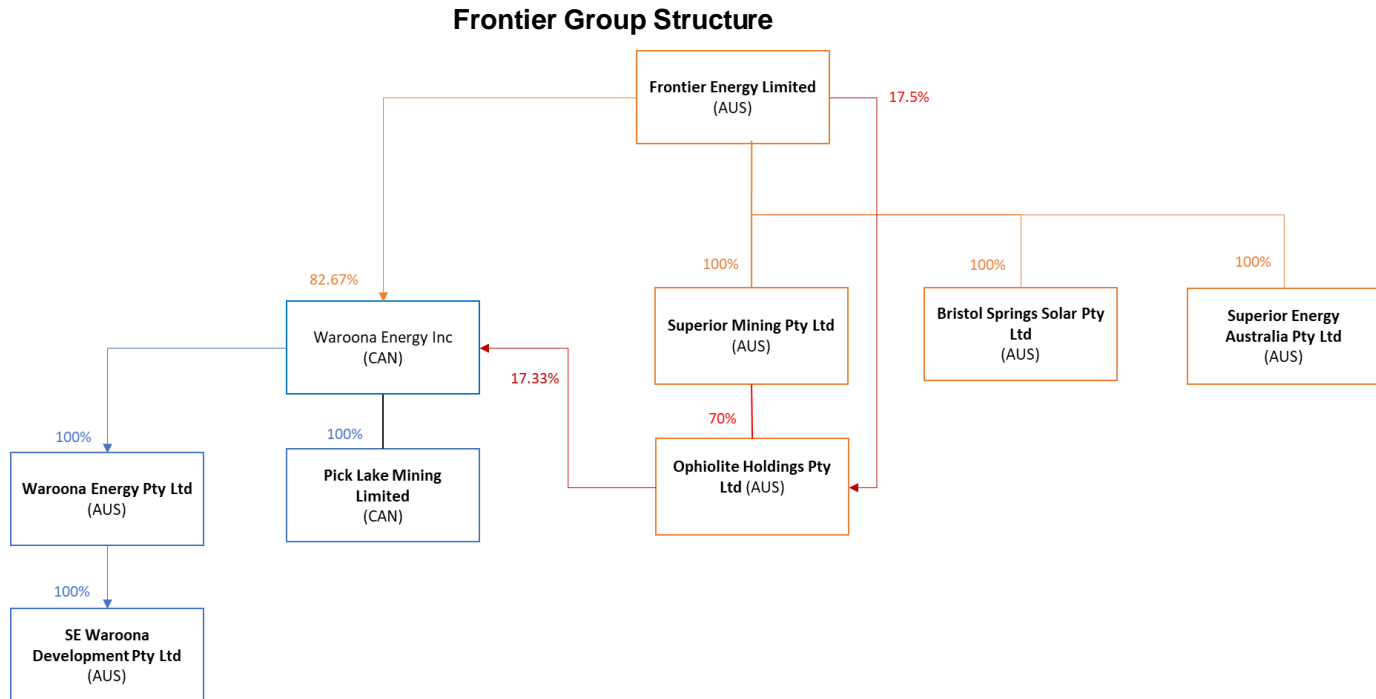 Frontier Group Structure
Frontier Energy Limited
(AUS)
17.5%
82.67%
100%
100%
100%
Waroona Energy Inc
(CAN)
Superior Mining Pty Ltd
(AUS)
Bristol Springs Solar Pty
Ltd
(AUS)
Superior Energy
Australia Pty Ltd
(AUS)
17.33%
70%
100%
100%
Waroona Energy Pty Ltd
(AUS)
Pick Lake Mining
Limited
(CAN)
Ophiolite Holdings Pty
Ltd (AUS)
100%
SE Waroona
Development Pty Ltd
(AUS)